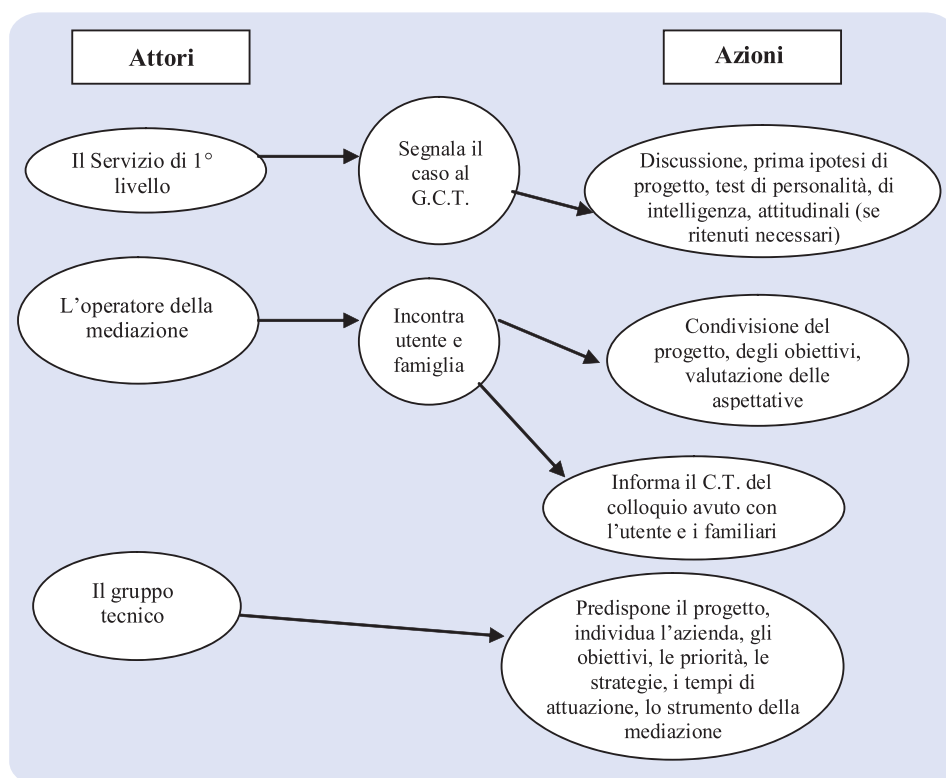 Attori
Azioni
Il Servizio di 1°
livello
Segnala il
caso al
G.C.T.
Discussione, prima ipotesi di
progetto, test di personalità, di
intelligenza, attitudinali (se
ritenuti necessari)
L’operatore della
mediazione
Incontra
utente e
famiglia
Condivisione del
progetto, degli obiettivi,
valutazione delle
aspettative
Informa il C.T. del
colloquio avuto con
l’utente e i familiari
Il gruppo
tecnico
Predispone il progetto,
individua l’azienda, gli
obiettivi, le priorità, le
strategie, i tempi di
attuazione, lo strumento della
mediazione